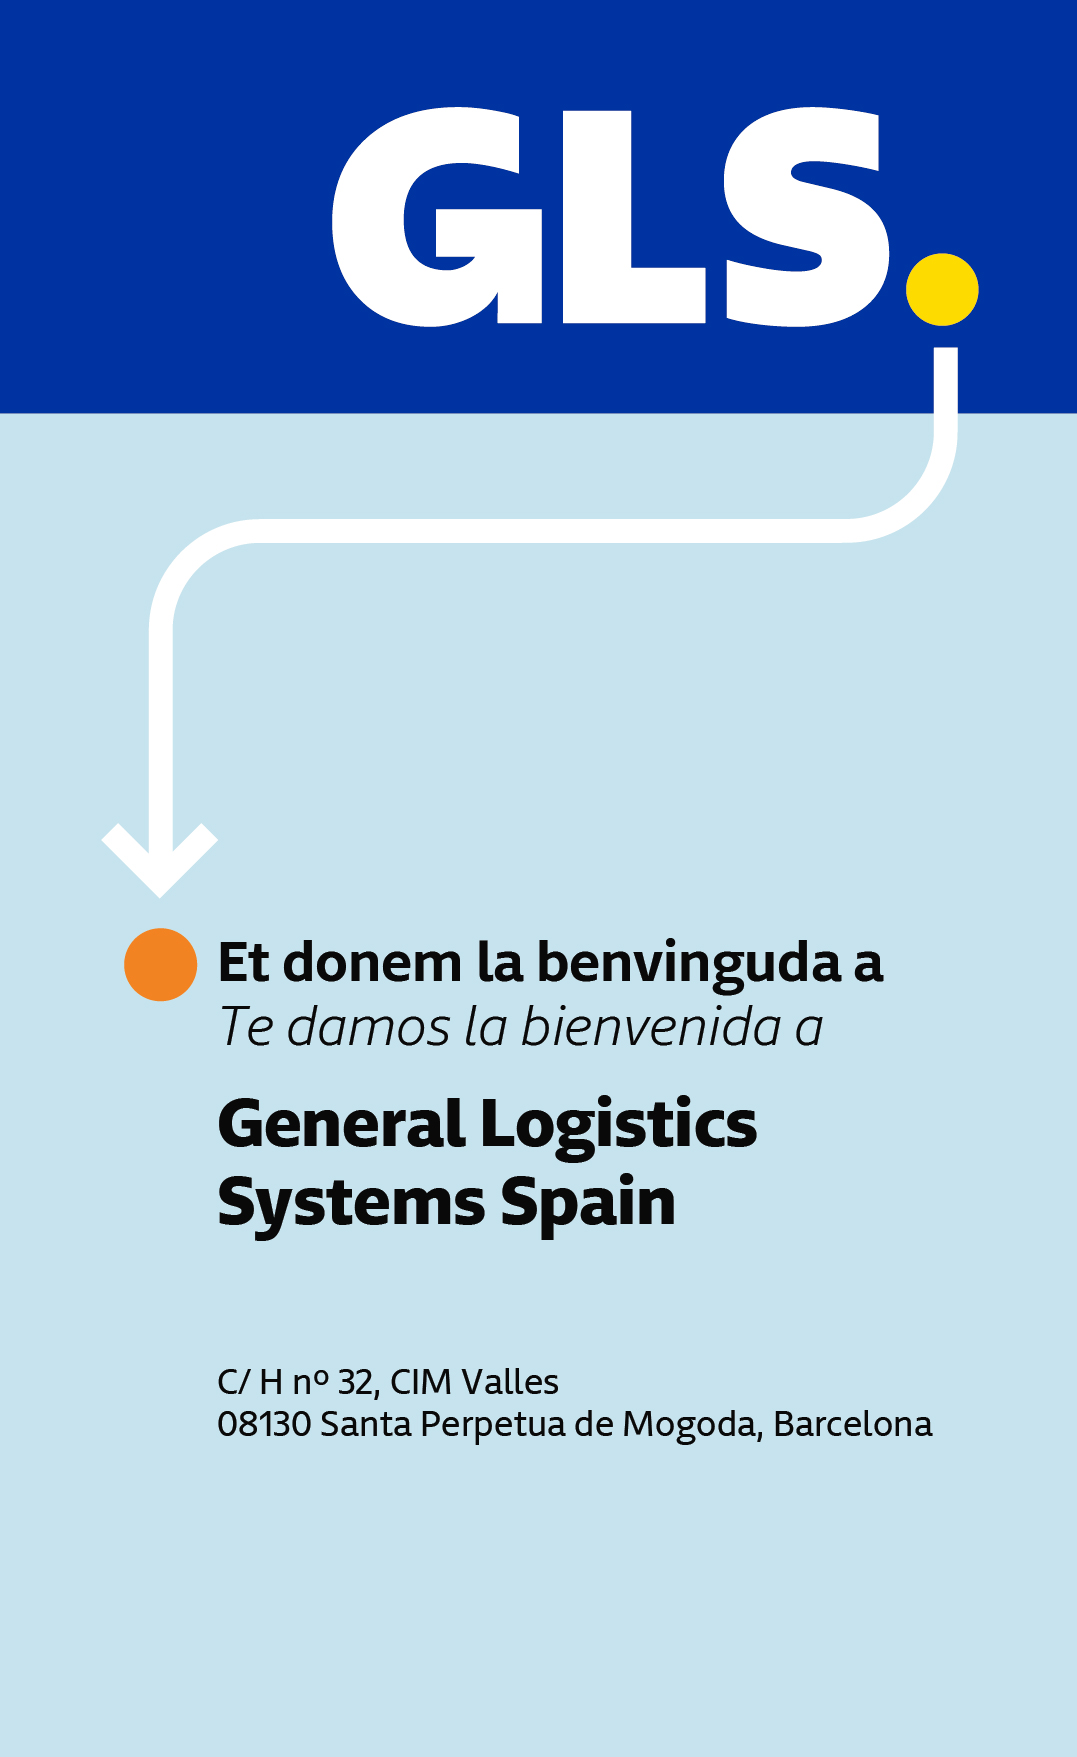 GLS.
Et donem la benvinguda a
Te damos la bienvenida a
General Logistics
Systems Spain
C/ H nº 32, CIM Valles
08130 Santa Perpetua de Mogoda, Barcelona